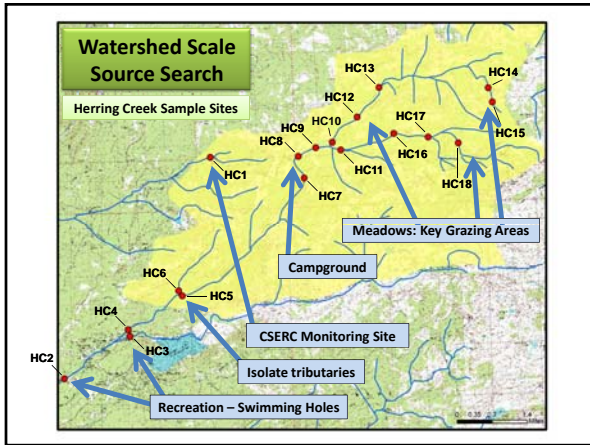 Watershed Scale
Source Search
Herring Creek Sample Sites
HC13
HC14
HC12
HC10
HC17
HC9
HC8
HC15
HC16
HC11
HC18
HC1
HC7
Meadows: Key Grazing Areas
Campground
HC6
HC5
HC4
CSERC Monitoring Site
HC3
Isolate tributaries
HC2
Recreation – Swimming Holes